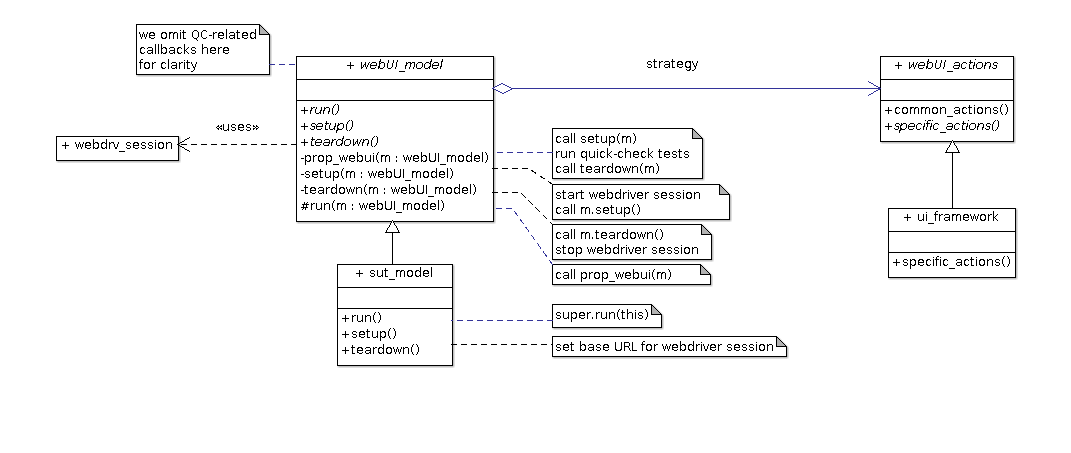 we omit QC-related
callbacks here
for clarity
+ webUI_model
strategy
+ webUI_actions
+run()
+setup()
+teardown()
-prop_webui(m : webUI_model)
-setup(m : webUI_model)
-teardown(m : webUI_model)
#run(m : webUI_model)
+common_actions()
+specific_actions()
«uses»
+ webdrv_session
call setup(m)
run quick-check tests
call teardown(m)
start webdriver session
call m.setup()
call m.teardown()
stop webdriver session
call prop_webui(m)
+ ui_framework
+specific_actions()
+ sut_model
+run()
+setup()
+teardown()
super.run(this)
set base URL for webdriver session